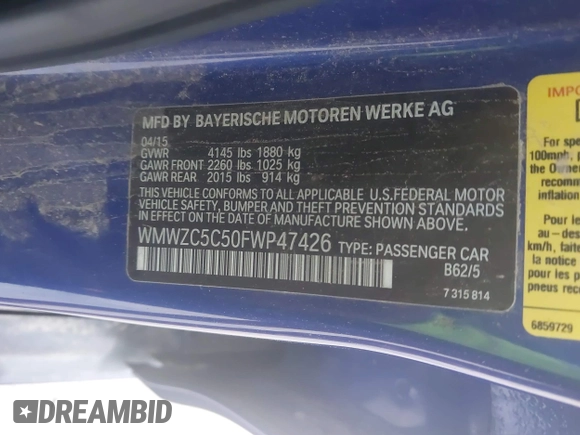 MFD BY BAYERISCHE MOTOREN WERKE AG
04/15
GVWR 4145 lbs 1880 kg
GAWR FRONT 2260 lbs 1025 kg
GAWR REAR 2015 lbs 914 kg
THIS VEHICLE CONFORMS TO ALL APPLICABLE U.S.FEDERAL MOTOR
VEHICLE SAFETY, BUMPER AND THEFT PREVENTION STANDARDS
IN EFFECT ON THE DATE OF MANUFACTURE SHOWN ABOVE.
WMWZC5C50FWP47426 TYPE: PASSENGER CAR
B62/5
7 315 814
For spe
100mph,
the Owne
recomm
inflation
Pour les
au-des
km/h, fai
la notice
pour les p
pneus reco
6859729
DREAMBID